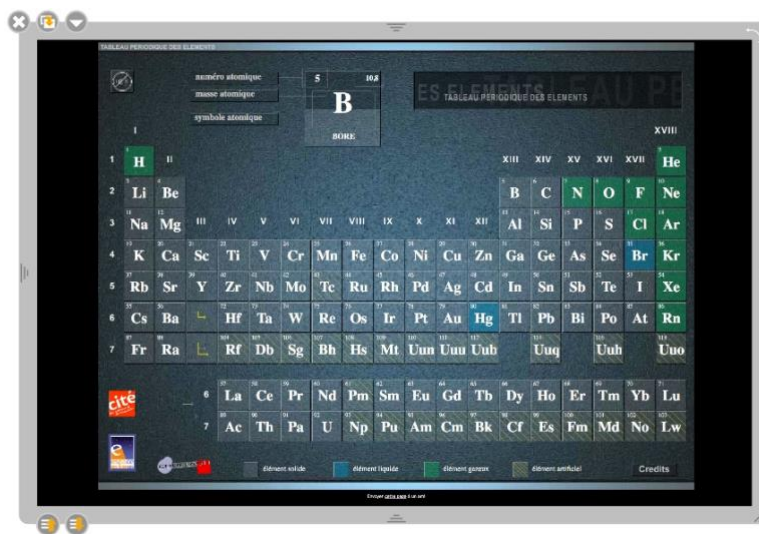 TABLEAU PERIODIQUE DES ELEMENTS
numéro atomique
masse atomique
symbole atomique
5 10,8
B
BORE
TABLEAU PERIODIQUE DES ELEMENTS
I XVIII
1 H II XIII XIV XV XVI XVII He
2 Li Be B C N O F Ne
3 Na Mg III IV V VI VII VIII IX X XI XII Al Si P S Cl Ar
4 K Ca Sc Ti V Cr Mn Fe Co Ni Cu Zn Ga Ge As Se Br Kr
5 Rb Sr Y Zr Nb Mo Tc Ru Rh Pd Ag Cd In Sn Sb Te I Xe
6 Cs Ba Hf Ta W Re Os Ir Pt Au Hg Tl Pb Bi Po At Rn
7 Fr Ra Rf Db Sg Bh Hs Mt Uun Uuu Uub Uuq Uuh Uuo
6 La Ce Pr Nd Pm Sm Eu Gd Tb Dy Ho Er Tm Yb Lu
7 Ac Th Pa U Np Pu Am Cm Bk Cf Es Fm Md No Lw
cité
élément solide élément liquide élément gazeux élément artificiel Credits
Envoyer cette page à un ami